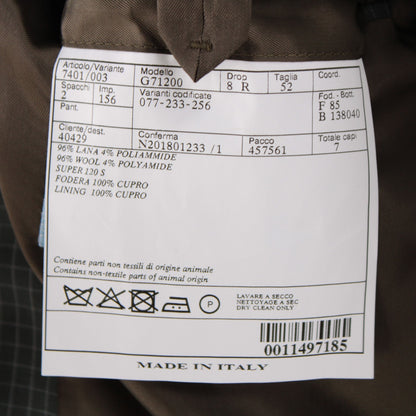 Articolo/Variante Modello Drop Taglia Coord.
7401/003 G71200 8 R 52
Spacchi Imp. Varianti codificate Fod. - Bott.
2 156 077-233-256 F 85
Pant. B 138040
Cliente/dest. Conferma Pacco Totale capi
40429 N201801233 /1 457561 7
96% LANA 4% POLIAMMIDE
96% WOOL 4% POLYAMIDE
SUPER 120 S
FODERA 100% CUPRO
LINING 100% CUPRO
Contiene parti non tessili di origine animale
Contains non-textile parts of animal origin
P
LAVARE A SECCO
NETTOYAGE A SEC
DRY CLEAN ONLY
0011497185
MADE IN ITALY